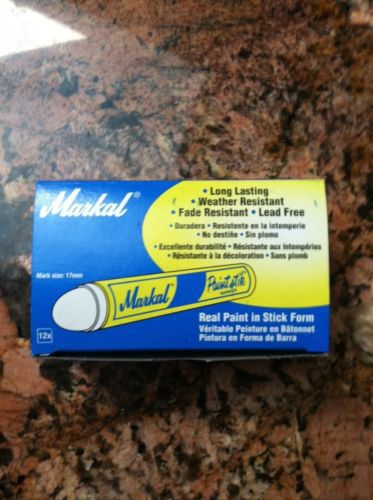 Markal®
• Long Lasting
• Weather Resistant
• Fade Resistant • Lead Free
• Duradera • Resistente en la intemperie
• No destiñe • Sin plomo
• Excellente durabilité • Résistante aux intempéries
• Résistante à la décoloration • Sans plomb
Mark size: 17mm
Markal® Paintstik
12x
Real Paint in Stick Form
Véritable Peinture en Bâtonnet
Pintura en Forma de Barra